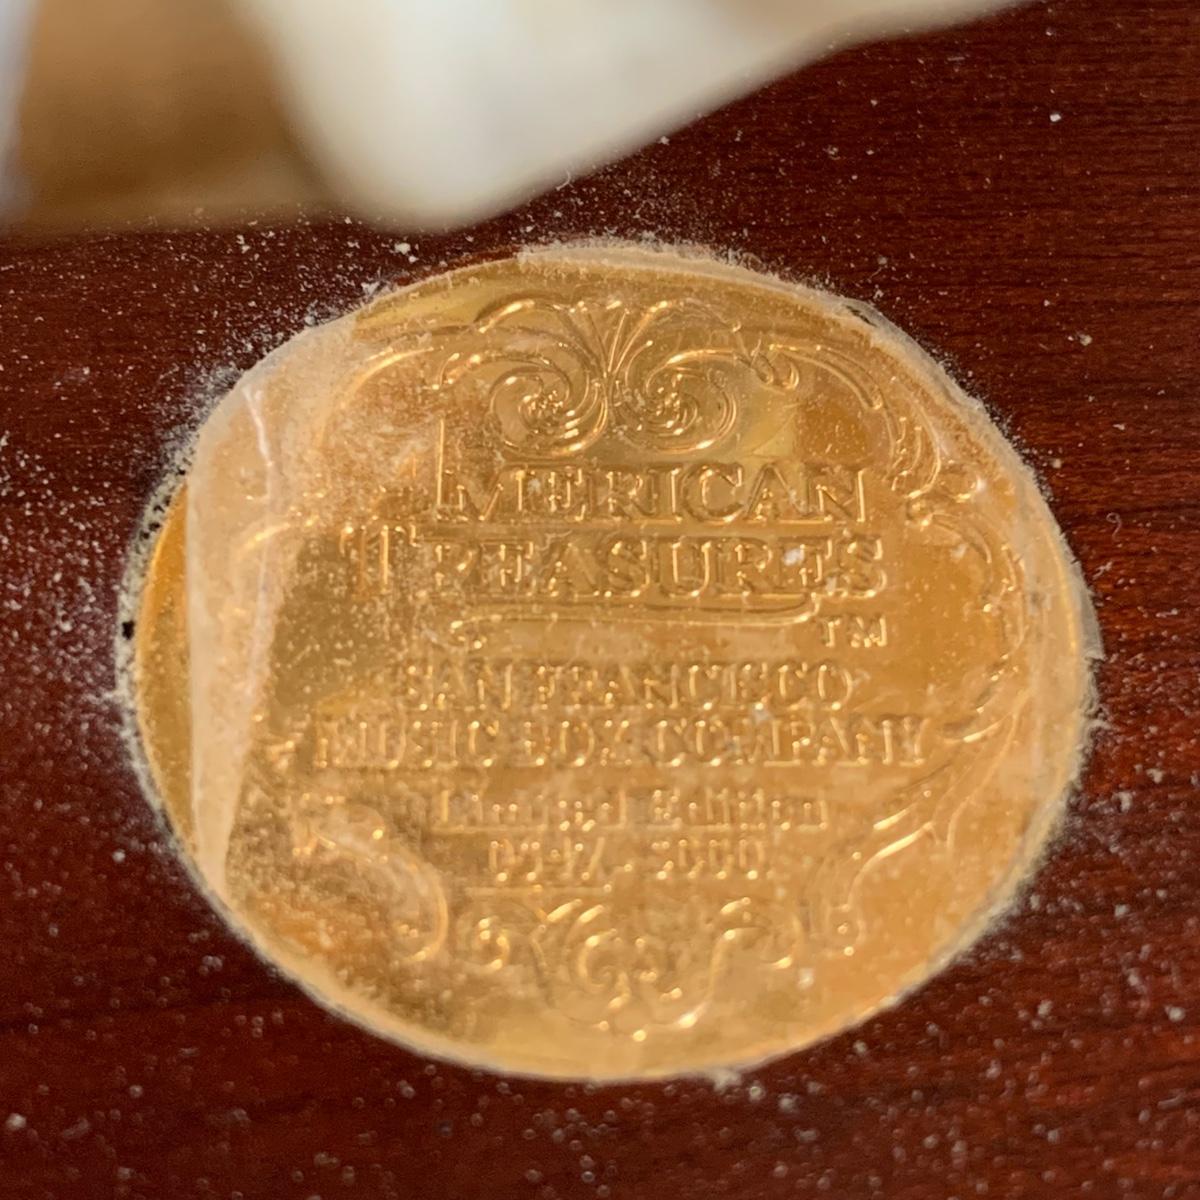 AMERICAN
TREASURES
TM
SAN FRANCISCO
MUSIC BOX COMPANY
Limited Edition